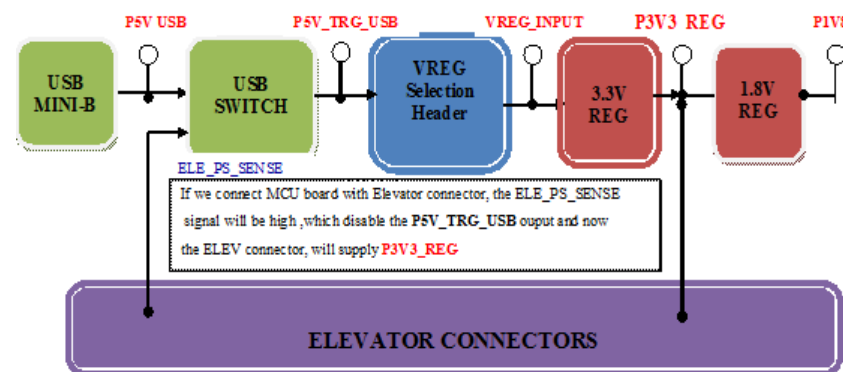 P5V USB
P5V_TRG_USB
VREG_INPUT
P3V3_REG
USB
MINI-B
USB
SWITCH
VREG
Selection
Header
3.3V
REG
1.8V
REG
ELE_PS_SENSE
If we connect MCU board with Elevator connector, the ELE_PS_SENSE
signal will be high ,which disable the P5V_TRG_USB ouput and now
the ELEV connector, will supply P3V3_REG
ELEVATOR CONNECTORS